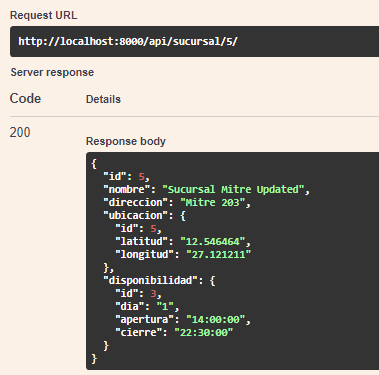 Request URL
http://localhost:8000/api/sucursal/5/
Server response
Code Details
200
Response body
{
  "id": 5,
  "nombre": "Sucursal Mitre Updated",
  "direccion": "Mitre 203",
  "ubicacion": {
    "id": 5,
    "latitud": "12.546464",
    "longitud": "27.121211"
  },
  "disponibilidad": {
    "id": 3,
    "dia": "1",
    "apertura": "14:00:00",
    "cierre": "22:30:00"
  }
}